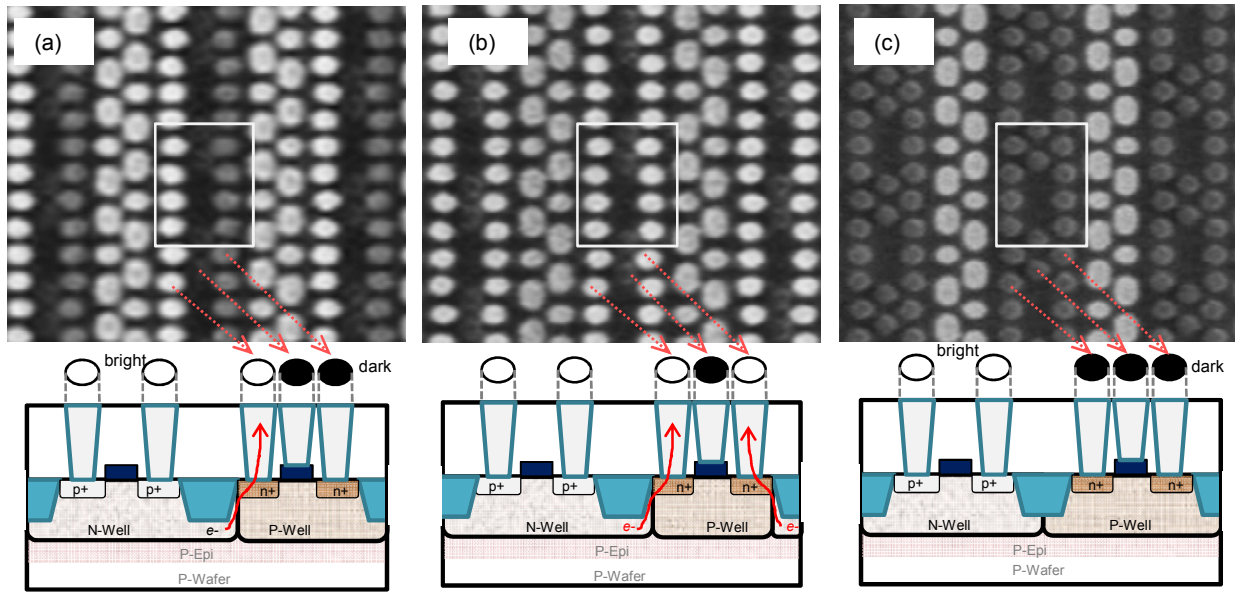 (a)
(b)
(c)
bright
dark
p+
p+
n+
n+
N-Well
e-
P-Well
P-Epi
P-Wafer
p+
p+
n+
n+
N-Well
e-
P-Well
e-
P-Epi
P-Wafer
bright
dark
p+
p+
n+
n+
N-Well
P-Well
P-Epi
P-Wafer